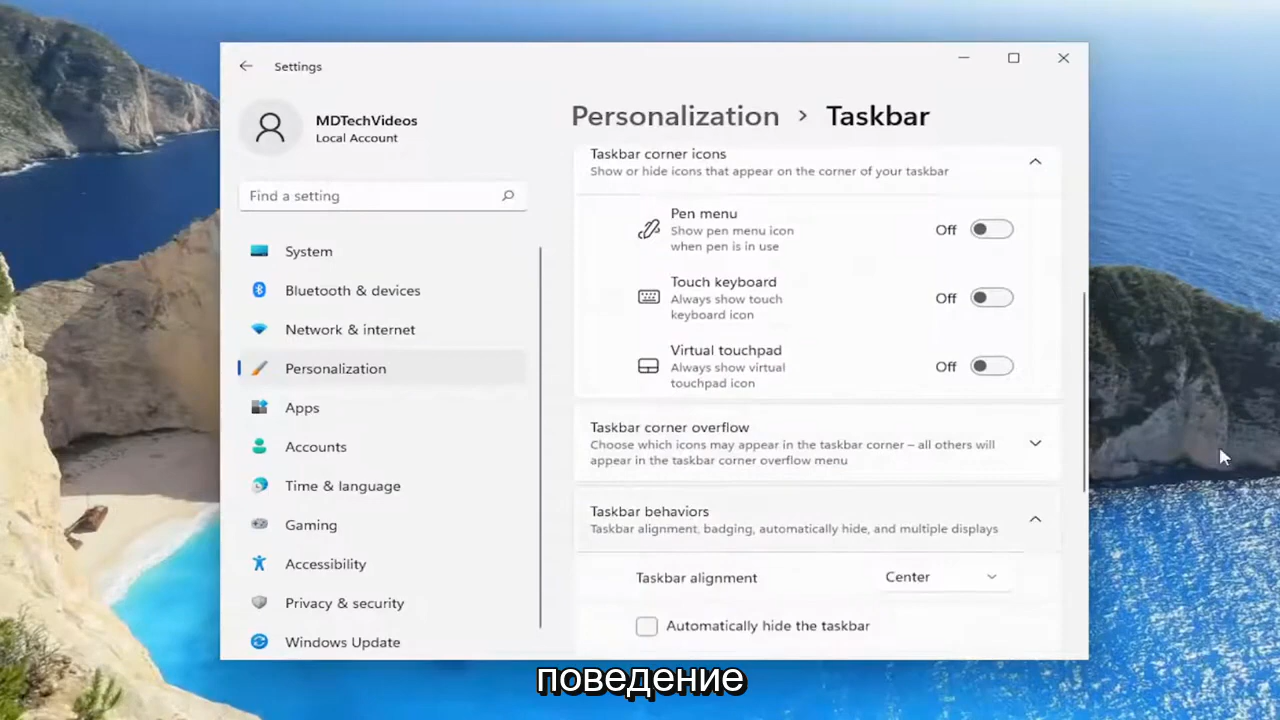 Settings
MDTechVideos
Local Account
Find a setting
System
Bluetooth & devices
Network & internet
Personalization
Apps
Accounts
Time & language
Gaming
Accessibility
Privacy & security
Windows Update
Personalization > Taskbar
Taskbar corner icons
Show or hide icons that appear on the corner of your taskbar
Pen menu
Show pen menu icon
when pen is in use
Off
Touch keyboard
Always show touch
keyboard icon
Off
Virtual touchpad
Always show virtual
touchpad icon
Off
Taskbar corner overflow
Choose which icons may appear in the taskbar corner – all others will
appear in the taskbar corner overflow menu
Taskbar behaviors
Taskbar alignment, badging, automatically hide, and multiple displays
Taskbar alignment
Center
Automatically hide the taskbar
поведение